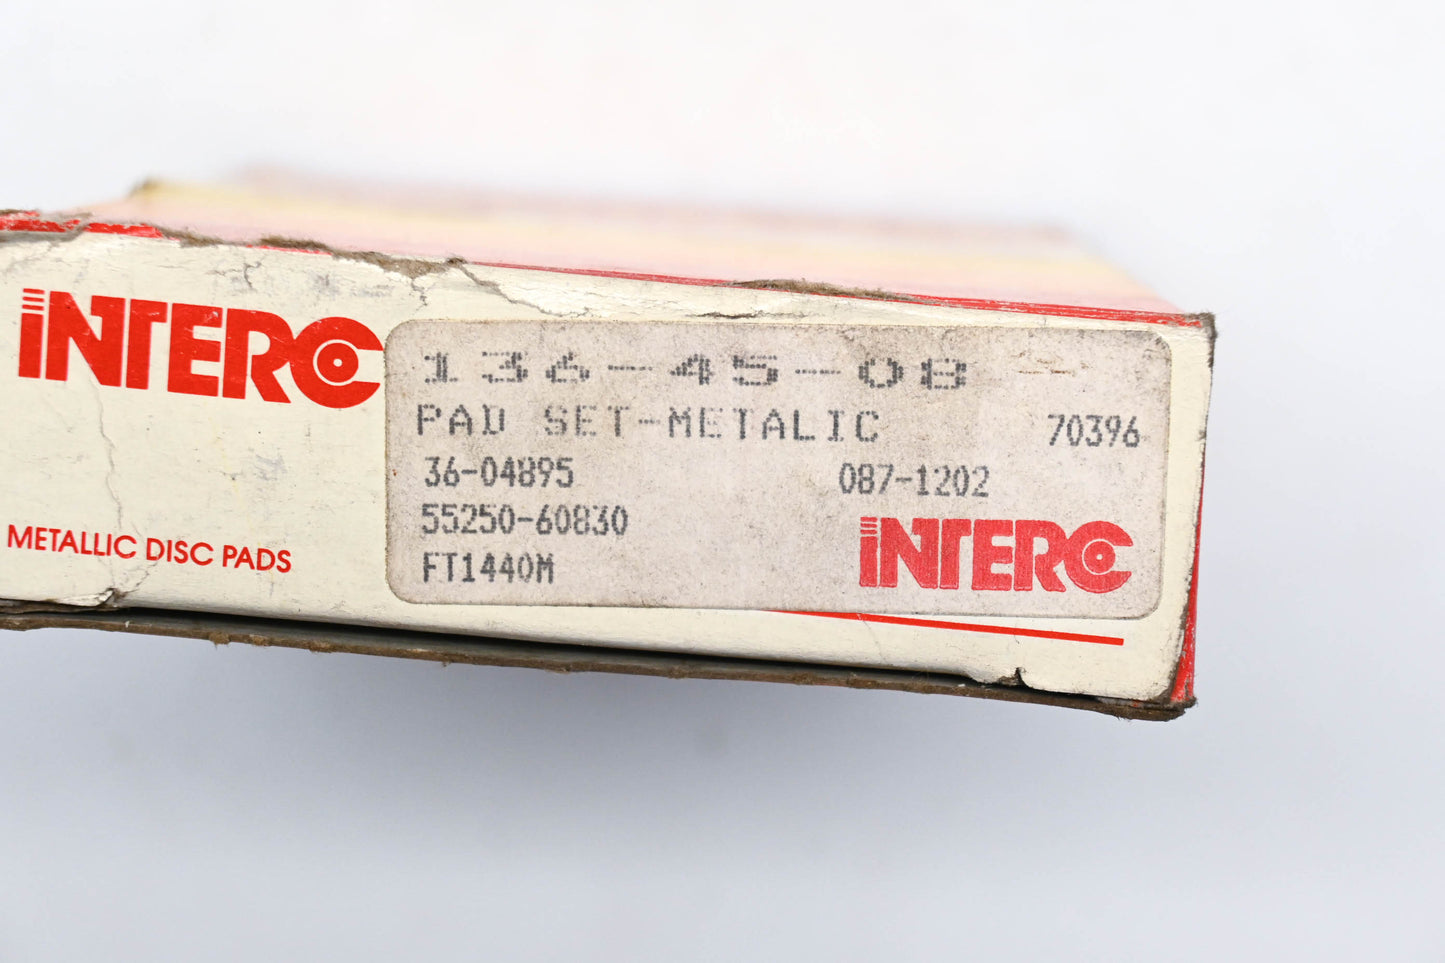 INTERC
METALLIC DISC PADS
136-45-08
PAD SET-METALIC 70396
36-04895 087-1202
55250-60830
FT1440M
INTERC